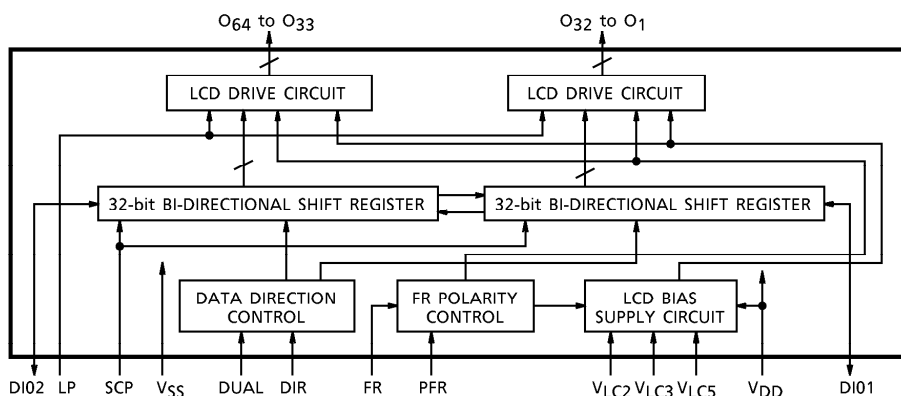 O64 to O33
O32 to O1
LCD DRIVE CIRCUIT
LCD DRIVE CIRCUIT
32-bit BI-DIRECTIONAL SHIFT REGISTER
32-bit BI-DIRECTIONAL SHIFT REGISTER
DATA DIRECTION
CONTROL
FR POLARITY
CONTROL
LCD BIAS
SUPPLY CIRCUIT
DI02 LP SCP VSS DUAL DIR FR PFR VLC2 VLC3 VLC5 VDD DI01